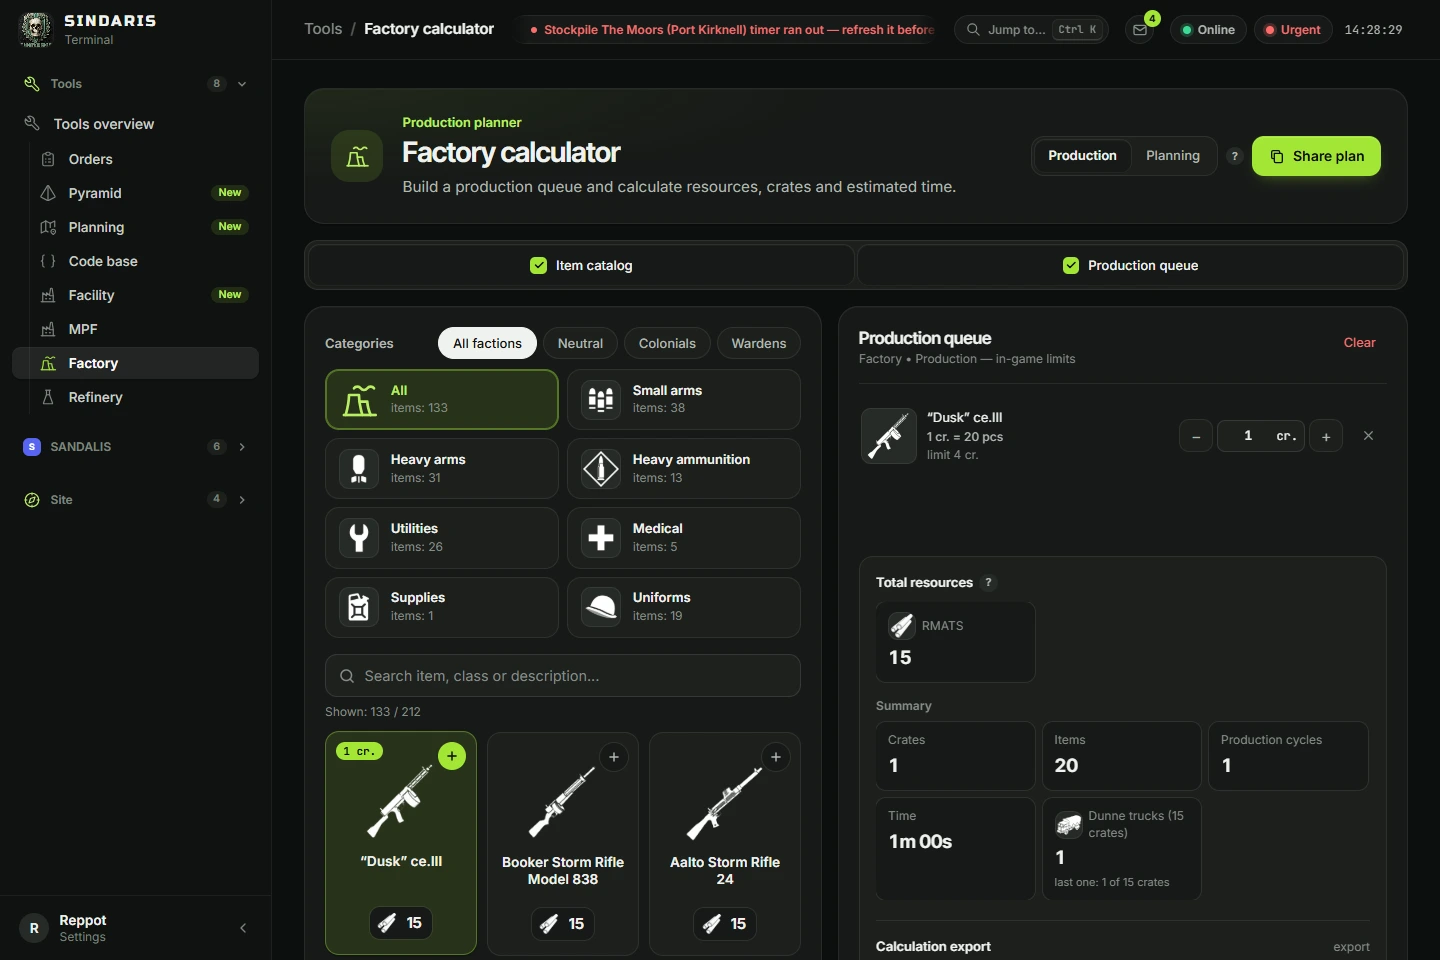 SINDARIS
Terminal
Tools
8
Tools overview
Orders
Pyramid
New
Planning
New
Code base
Facility
New
MPF
Factory
Refinery
S
SANDALIS
6
Site
4
R
Reppot
Settings
Tools / Factory calculator
Stockpile The Moors (Port Kirknell) timer ran out — refresh it before
Jump to...
Ctrl K
4
Online
Urgent
14:28:29
Production planner
Factory calculator
Build a production queue and calculate resources, crates and estimated time.
Production
Planning
?
Share plan
Item catalog
Production queue
Categories
All factions
Neutral
Colonials
Wardens
All
items: 133
Small arms
items: 38
Heavy arms
items: 31
Heavy ammunition
items: 13
Utilities
items: 26
Medical
items: 5
Supplies
items: 1
Uniforms
items: 19
Search item, class or description...
Shown: 133 / 212
1 cr.
+
“Dusk” ce.III
15
+
Booker Storm Rifle
Model 838
15
+
Aalto Storm Rifle
24
15
Production queue
Factory • Production — in-game limits
Clear
“Dusk” ce.III
1 cr. = 20 pcs
limit 4 cr.
−
1 cr.
+
×
Total resources
?
RMATS
15
Summary
Crates
1
Items
20
Production cycles
1
Time
1m 00s
Dunne trucks (15
crates)
1
last one: 1 of 15 crates
Calculation export
export